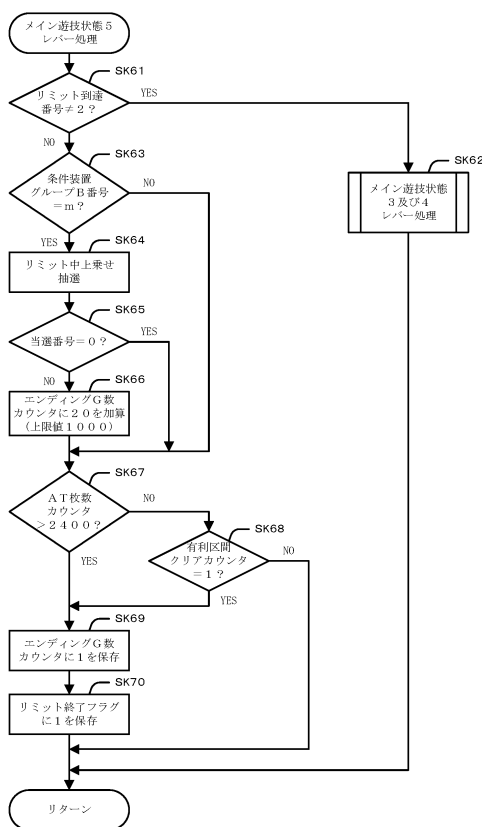 メイン遊技状態５
レバー処理
SK61
リミット到達
番号≠２？
YES
NO
SK62
メイン遊技状態
３及び４
レバー処理
SK63
条件装置
グループＢ番号
＝ｍ？
NO
YES
SK64
リミット中上乗せ
抽選
SK65
当選番号＝０？
YES
NO
SK66
エンディングＧ数
カウンタに２０を加算
（上限値１０００）
SK67
ＡＴ枚数
カウンタ
＞２４００？
NO
YES
SK68
有利区間
クリアカウンタ
＝１？
NO
YES
SK69
エンディングＧ数
カウンタに１を保存
SK70
リミット終了フラグ
に１を保存
リターン